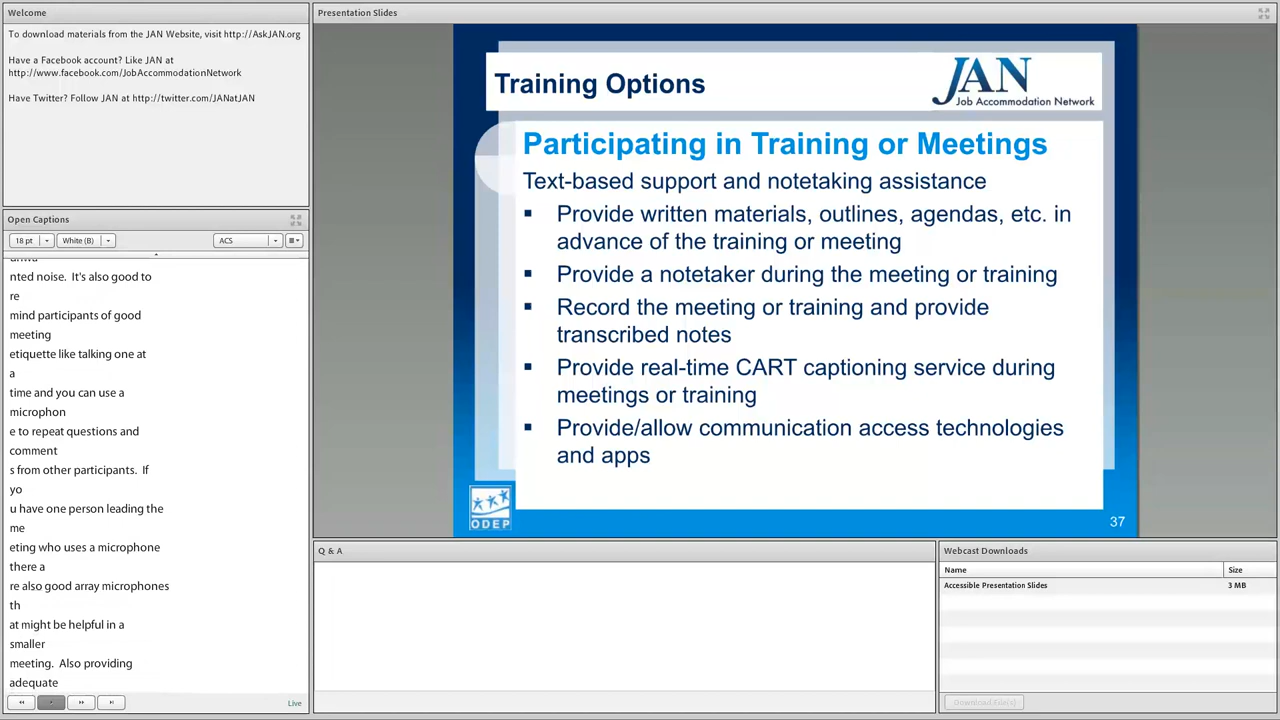 Welcome
To download materials from the JAN Website, visit http://AskJAN.org
Have a Facebook account? Like JAN at
http://www.facebook.com/JobAccommodationNetwork
Have Twitter? Follow JAN at http://twitter.com/JANatJAN
Open Captions
18 pt
White (B)
ACS
nted noise. It's also good to
re
mind participants of good
meeting
etiquette like talking one at
a
time and you can use a
microphon
e to repeat questions and
comment
s from other participants. If
yo
u have one person leading the
me
eting who uses a microphone
there a
re also good array microphones
th
at might be helpful in a
smaller
meeting. Also providing
adequate
Live
Presentation Slides
Training Options
JAN
Job Accommodation Network
Participating in Training or Meetings
Text-based support and notetaking assistance
▪ Provide written materials, outlines, agendas, etc. in
advance of the training or meeting
▪ Provide a notetaker during the meeting or training
▪ Record the meeting or training and provide
transcribed notes
▪ Provide real-time CART captioning service during
meetings or training
▪ Provide/allow communication access technologies
and apps
ODEP
37
Q & A
Webcast Downloads
Name Size
Accessible Presentation Slides 3 MB
Download File(s)